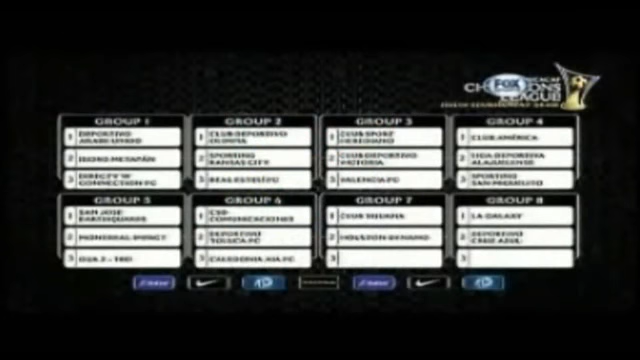 FOX
CHAMPIONS
LEAGUE
GROUP 1
1 DEPORTIVO
ARABE UNIDO
2 ISIDRO METAPÁN
3 DIRECTV W
CONNECTION FC
GROUP 2
1 CLUB DEPORTIVO
OLIMPIA
2 SPORTING
KANSAS CITY
3 REAL ESTELÍ FC
GROUP 3
1 CLUB SPORT
HEREDIANO
2 CLUB DEPORTIVO
VICTORIA
3 VALENCIA FC
GROUP 4
1 CLUB AMÉRICA
2 LIGA DEPORTIVA
ALAJUELENSE
3 SPORTING
SAN MIGUELITO
GROUP 5
1 SAN JOSE
EARTHQUAKES
2 MONTREAL IMPACT
3
GROUP 6
1 CSD
COMUNICACIONES
2 DEPORTIVO
TOLUCA FC
3 CALEDONIA AIA FC
GROUP 7
1 CLUB TIJUANA
2 HOUSTON DYNAMO
3
GROUP 8
1 LA GALAXY
2 DEPORTIVO
CRUZ AZUL
3